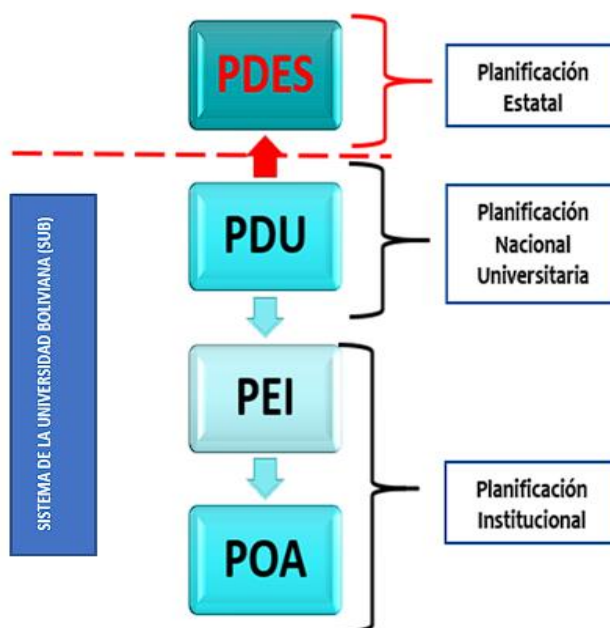 PDES
Planificación
Estatal
SISTEMA DE LA UNIVERSIDAD BOLIVIANA (SUB)
PDU
Planificación
Nacional
Universitaria
PEI
POA
Planificación
Institucional